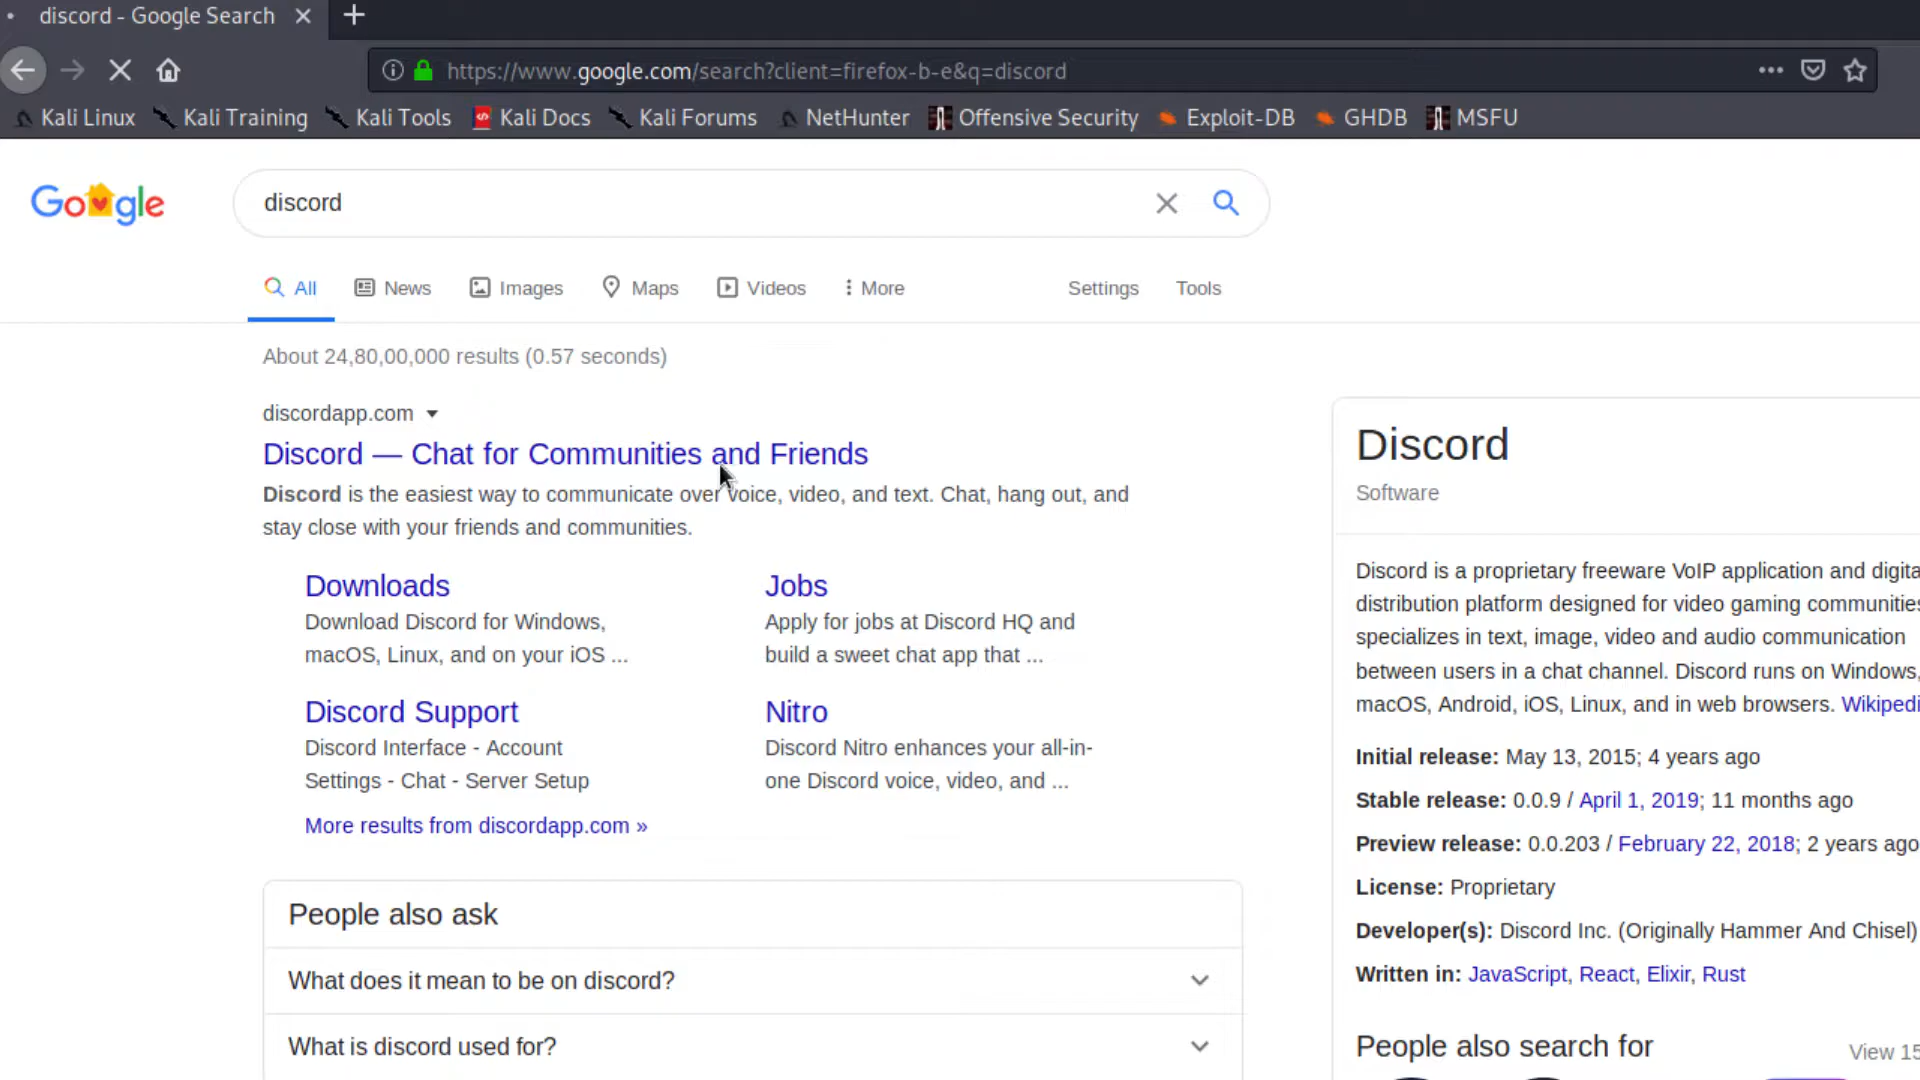 discord - Google Search
https://www.google.com/search?client=firefox-b-e&q=discord
Kali Linux Kali Training Kali Tools Kali Docs Kali Forums NetHunter Offensive Security Exploit-DB GHDB MSFU
Google
discord
All News Images Maps Videos More Settings Tools
About 24,80,00,000 results (0.57 seconds)
discordapp.com
Discord — Chat for Communities and Friends
Discord is the easiest way to communicate over voice, video, and text. Chat, hang out, and
stay close with your friends and communities.
Downloads
Download Discord for Windows,
macOS, Linux, and on your iOS ...
Jobs
Apply for jobs at Discord HQ and
build a sweet chat app that ...
Discord Support
Discord Interface - Account
Settings - Chat - Server Setup
Nitro
Discord Nitro enhances your all-in-
one Discord voice, video, and ...
More results from discordapp.com »
People also ask
What does it mean to be on discord?
What is discord used for?
Discord
Software
Discord is a proprietary freeware VoIP application and digita
distribution platform designed for video gaming communities
specializes in text, image, video and audio communication
between users in a chat channel. Discord runs on Windows,
macOS, Android, iOS, Linux, and in web browsers. Wikipedi
Initial release: May 13, 2015; 4 years ago
Stable release: 0.0.9 / April 1, 2019; 11 months ago
Preview release: 0.0.203 / February 22, 2018; 2 years ago
License: Proprietary
Developer(s): Discord Inc. (Originally Hammer And Chisel)
Written in: JavaScript, React, Elixir, Rust
People also search for
View 15